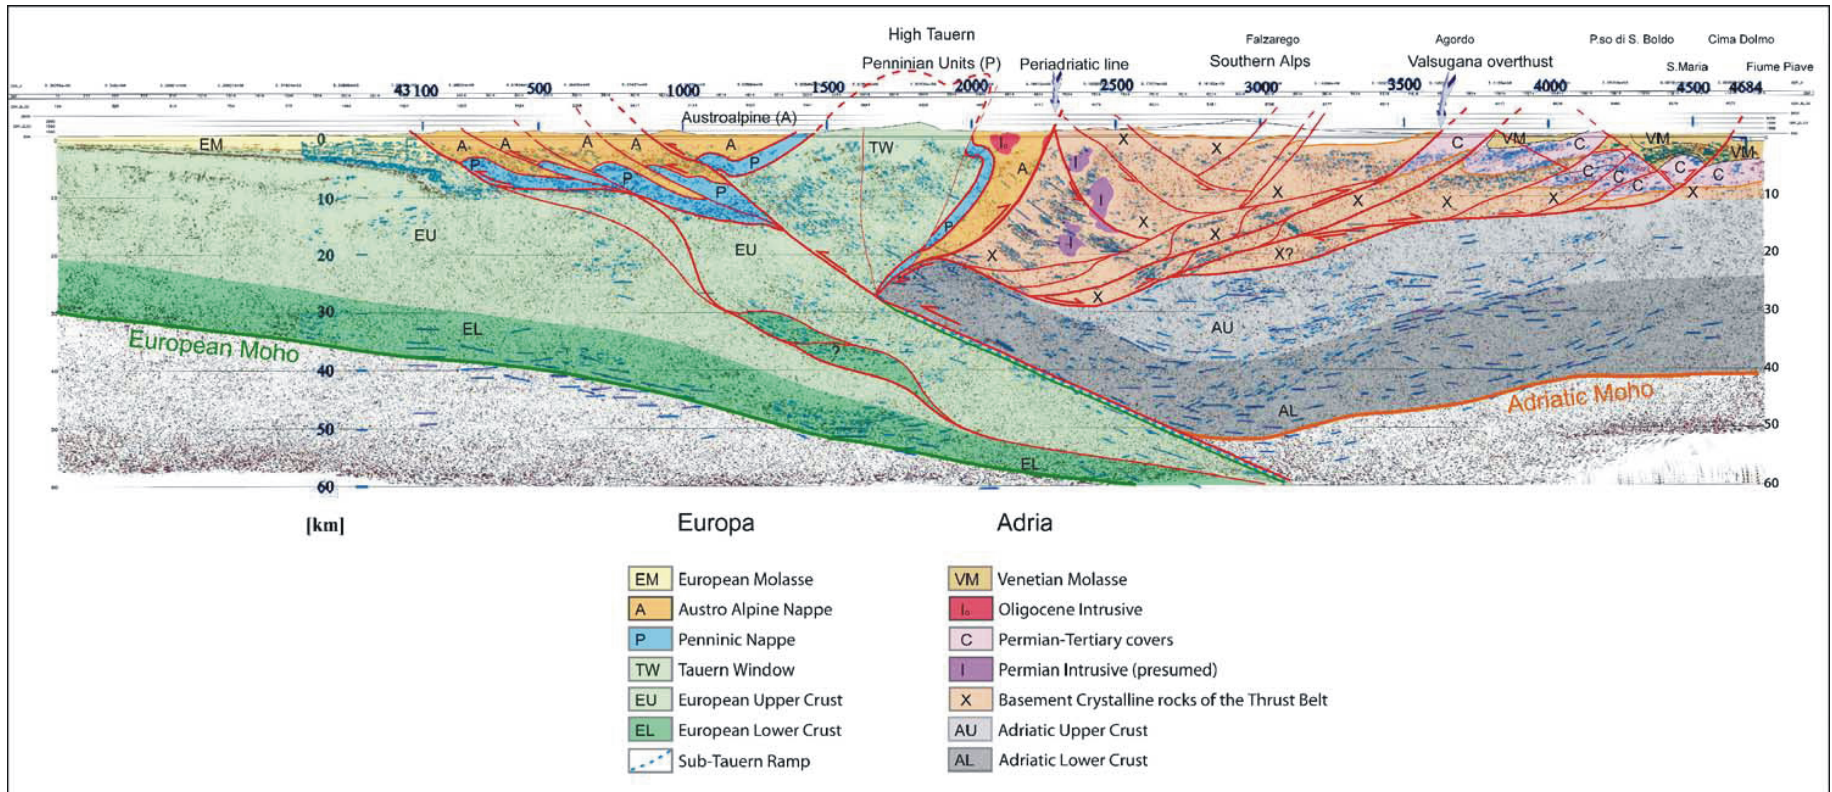 High Tauern
Falzarego
Agordo
P.so di S. Boldo
Cima Dolmo
Penninian Units (P)
Periadriatic line
Southern Alps
Valsugana overthust
S.Maria
Fiume Piave
43 100
500
1000
1500
2000
2500
3000
3500
4000
4500
4684
Austroalpine (A)
0
EM
A
A
A
A
A
P
TW
I₀
A
X
X
C
VM
C
VM
VM
P
P
P
I
C
C
C
C
C
10
I
X
X
X
X
X
10
EU
EU
P
X
X
I
20
X
X?
20
X
30
EL
AU
30
European Moho
?
40
40
Adriatic Moho
AL
50
50
EL
60
60
[km]
Europa
Adria
EM European Molasse
A Austro Alpine Nappe
P Penninic Nappe
TW Tauern Window
EU European Upper Crust
EL European Lower Crust
Sub-Tauern Ramp
VM Venetian Molasse
I₀ Oligocene Intrusive
C Permian-Tertiary covers
I Permian Intrusive (presumed)
X Basement Crystalline rocks of the Thrust Belt
AU Adriatic Upper Crust
AL Adriatic Lower Crust